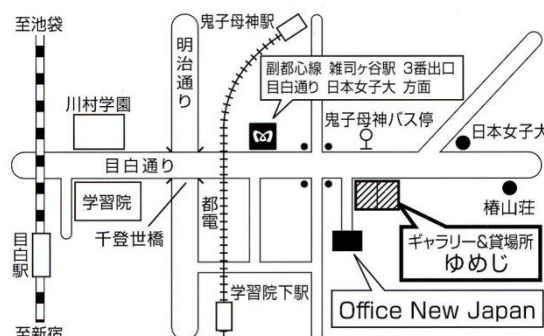 至池袋
明治通り
鬼子母神駅
副都心線 雑司ヶ谷駅 3番出口
目白通り 日本女子大 方面
川村学園
鬼子母神バス停
日本女子大
目白通り
学習院
千登世橋
都電
椿山荘
目白駅
ギャラリー&貸場所
ゆめじ
学習院下駅
Office New Japan
至新宿